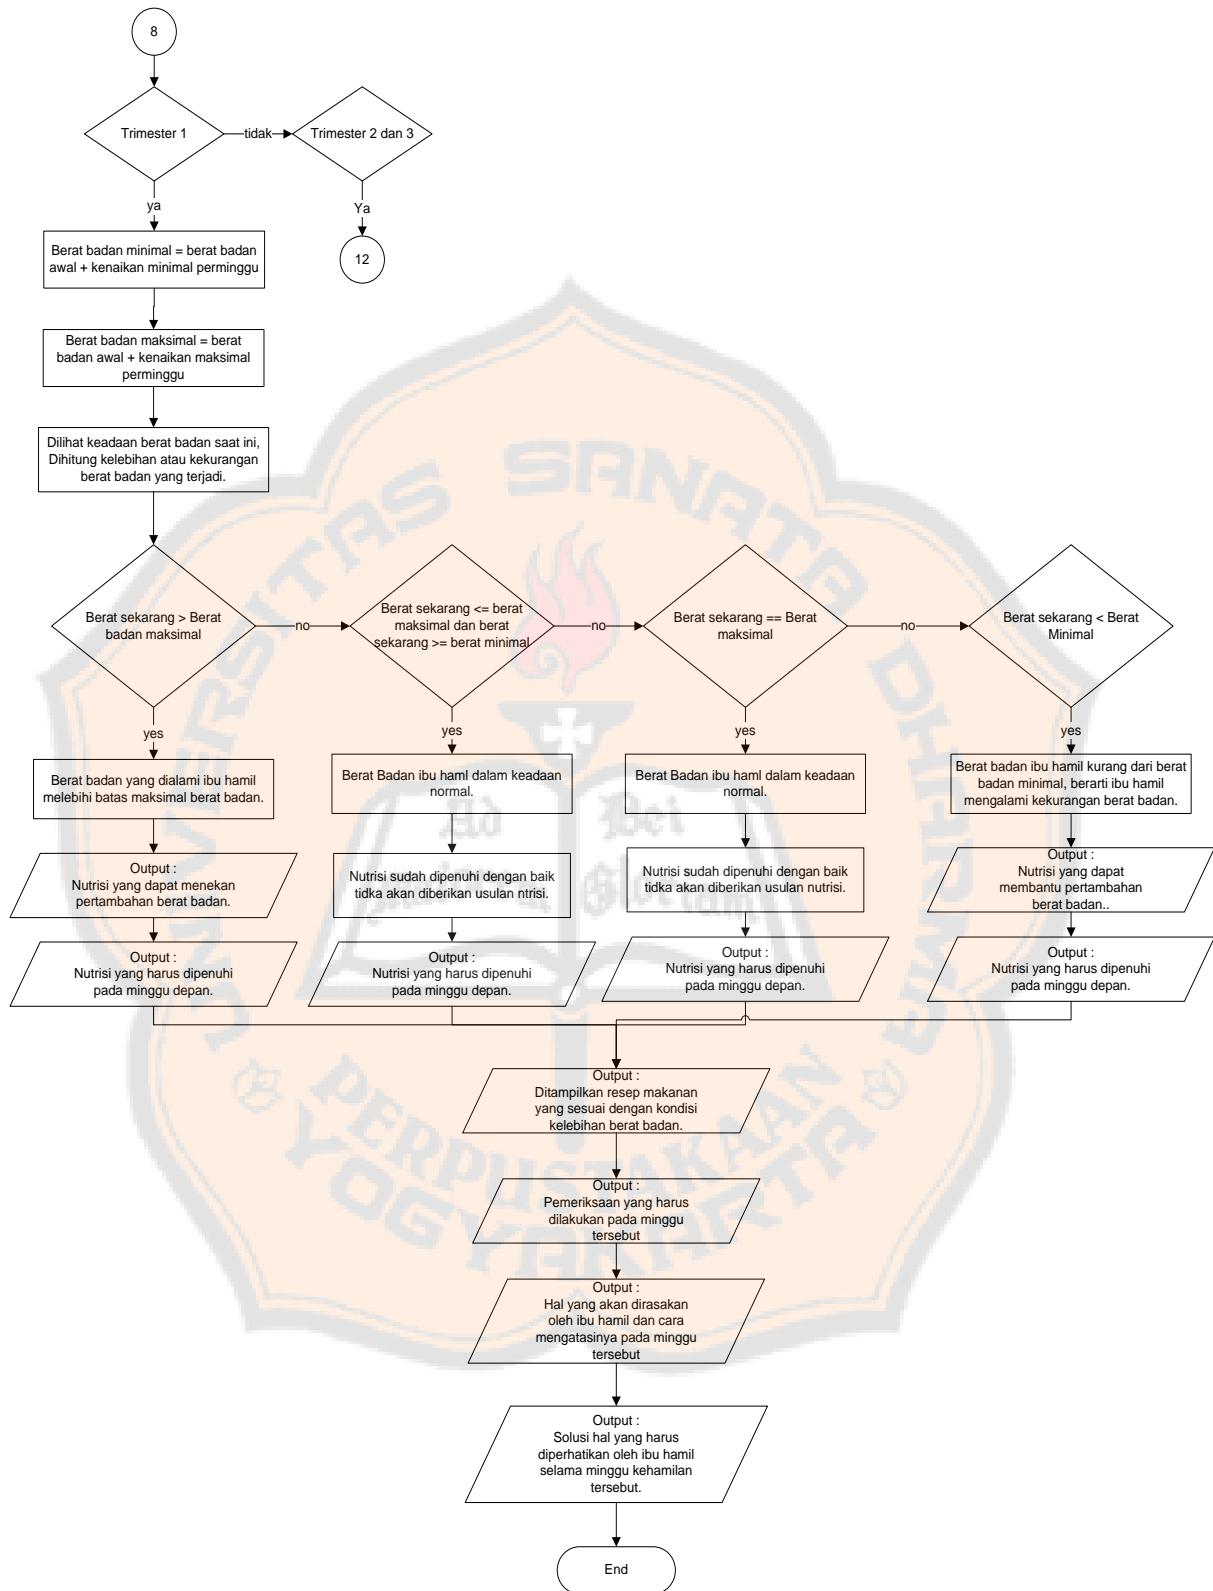 8
Trimester 1
tidak
Trimester 2 dan 3
ya
Ya
Berat badan minimal = berat badan
awal + kenaikan minimal perminggu
12
Berat badan maksimal = berat
badan awal + kenaikan maksimal
perminggu
Dilihat keadaan berat badan saat ini,
Dihitung kelebihan atau kekurangan
berat badan yang terjadi.
Berat sekarang > Berat
badan maksimal
no
Berat sekarang <= berat
maksimal dan berat
sekarang >= berat minimal
no
Berat sekarang == Berat
maksimal
no
Berat sekarang < Berat
Minimal
yes
yes
yes
yes
Berat badan yang dialami ibu hamil
melebihi batas maksimal berat badan.
Berat Badan ibu haml dalam keadaan
normal.
Berat Badan ibu haml dalam keadaan
normal.
Berat badan ibu hamil kurang dari berat
badan minimal, berarti ibu hamil
mengalami kekurangan berat badan.
Output :
Nutrisi yang dapat menekan
pertambahan berat badan.
Nutrisi sudah dipenuhi dengan baik
tidka akan diberikan usulan ntrisi.
Nutrisi sudah dipenuhi dengan baik
tidka akan diberikan usulan nutrisi.
Output :
Nutrisi yang dapat
membantu pertambahan
berat badan..
Output :
Nutrisi yang harus dipenuhi
pada minggu depan.
Output :
Nutrisi yang harus dipenuhi
pada minggu depan.
Output :
Nutrisi yang harus dipenuhi
pada minggu depan.
Output :
Nutrisi yang harus dipenuhi
pada minggu depan.
Output :
Ditampilkan resep makanan
yang sesuai dengan kondisi
kelebihan berat badan.
Output :
Pemeriksaan yang harus
dilakukan pada minggu
tersebut
Output :
Hal yang akan dirasakan
oleh ibu hamil dan cara
mengatasinya pada minggu
tersebut
Output :
Solusi hal yang harus
diperhatikan oleh ibu hamil
selama minggu kehamilan
tersebut.
End
UNIVERSITAS SANATA DHARMA
Ad
Dei
Gloriam
PERPUSTAKAAN
YOGYAKARTA